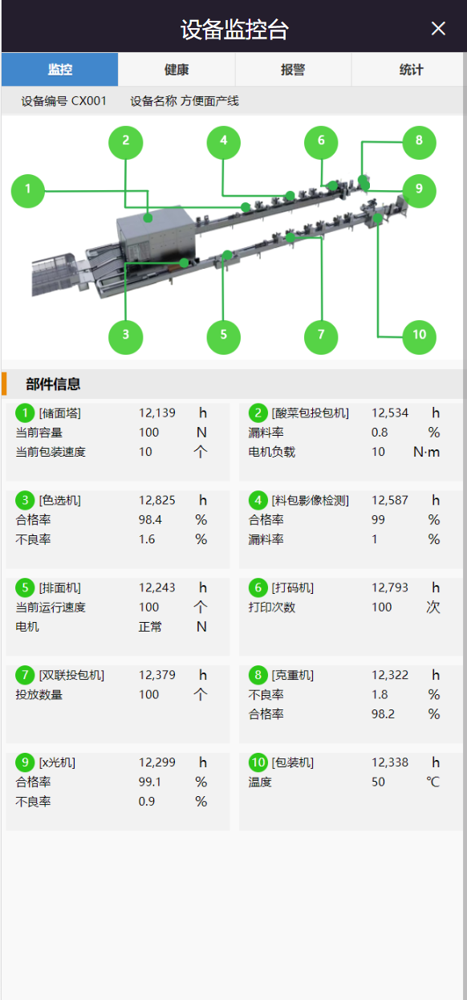 设备监控台
监控 健康 报警 统计
设备编号 CX001 设备名称 方便面产线
2 4 6 8
1 9
3 5 7 10
部件信息
1 [储面塔] 12,139 h
当前容量 100 N
当前包装速度 10 个
2 [酸菜包投包机] 12,534 h
漏料率 0.8 %
电机负载 10 N·m
3 [色选机] 12,825 h
合格率 98.4 %
不良率 1.6 %
4 [料包影像检测] 12,587 h
合格率 99 %
漏料率 1 %
5 [排面机] 12,243 h
当前运行速度 100 个
电机 正常 N
6 [打码机] 12,793 h
打印次数 100 次
7 [双联投包机] 12,379 h
投放数量 100 个
8 [克重机] 12,322 h
不良率 1.8 %
合格率 98.2 %
9 [x光机] 12,299 h
合格率 99.1 %
不良率 0.9 %
10 [包装机] 12,338 h
温度 50 ℃